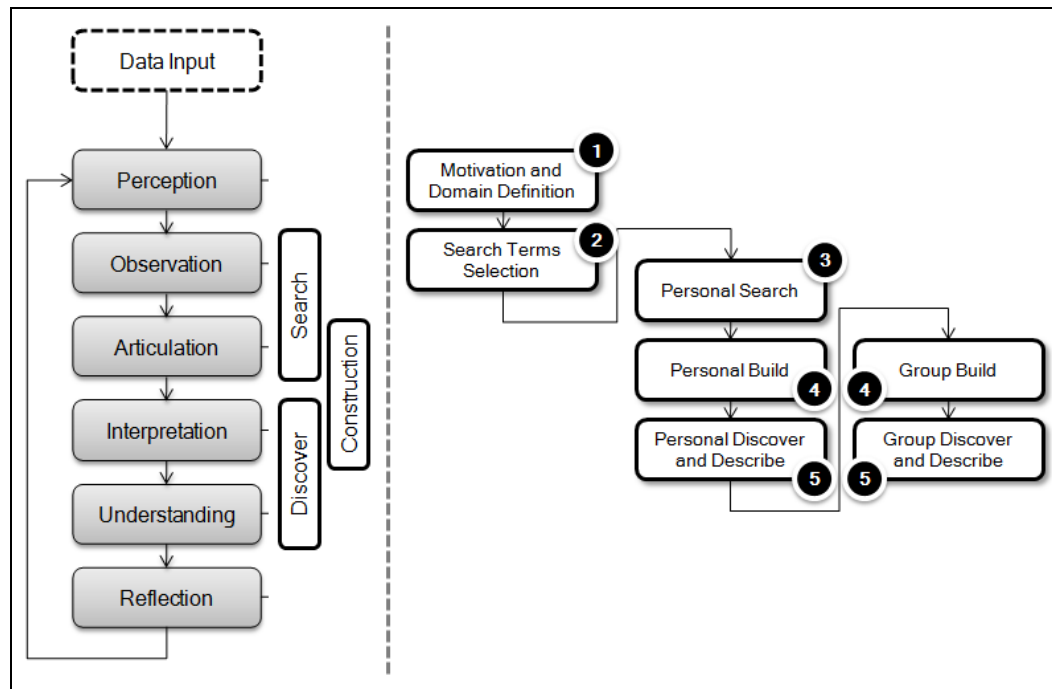 Data Input
Perception
Observation
Articulation
Interpretation
Understanding
Reflection
Search
Discover
Construction
1
Motivation and
Domain Definition
2
Search Terms
Selection
3
Personal Search
Personal Build
4
Personal Discover
and Describe
5
Group Build
4
Group Discover
and Describe
5